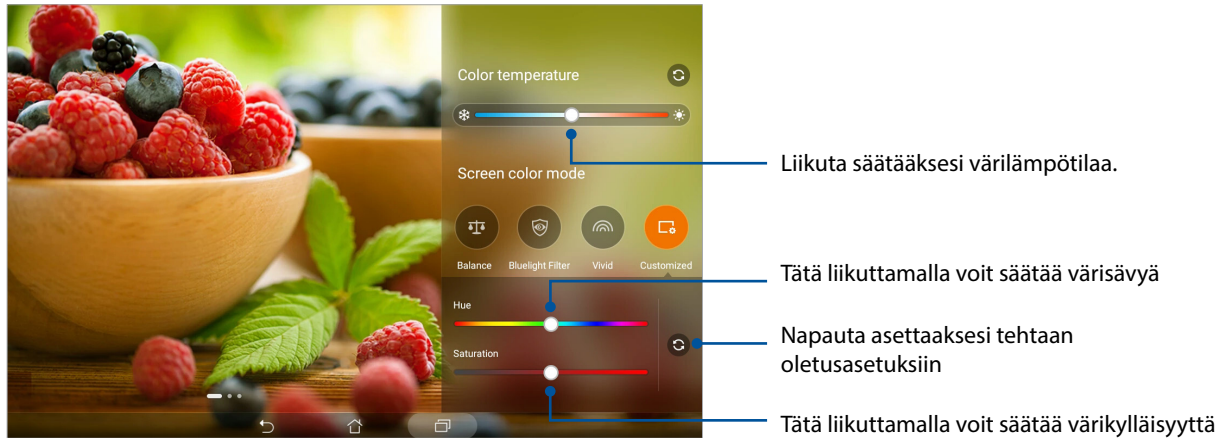 Color temperature
Liikuta säätääksesi värilämpötilaa.
Screen color mode
Balance Bluelight Filter Vivid Customized
Tätä liikuttamalla voit säätää värisävyä
Hue
Napauta asettaaksesi tehtaan
oletusasetuksiin
Saturation
Tätä liikuttamalla voit säätää värikylläisyyttä